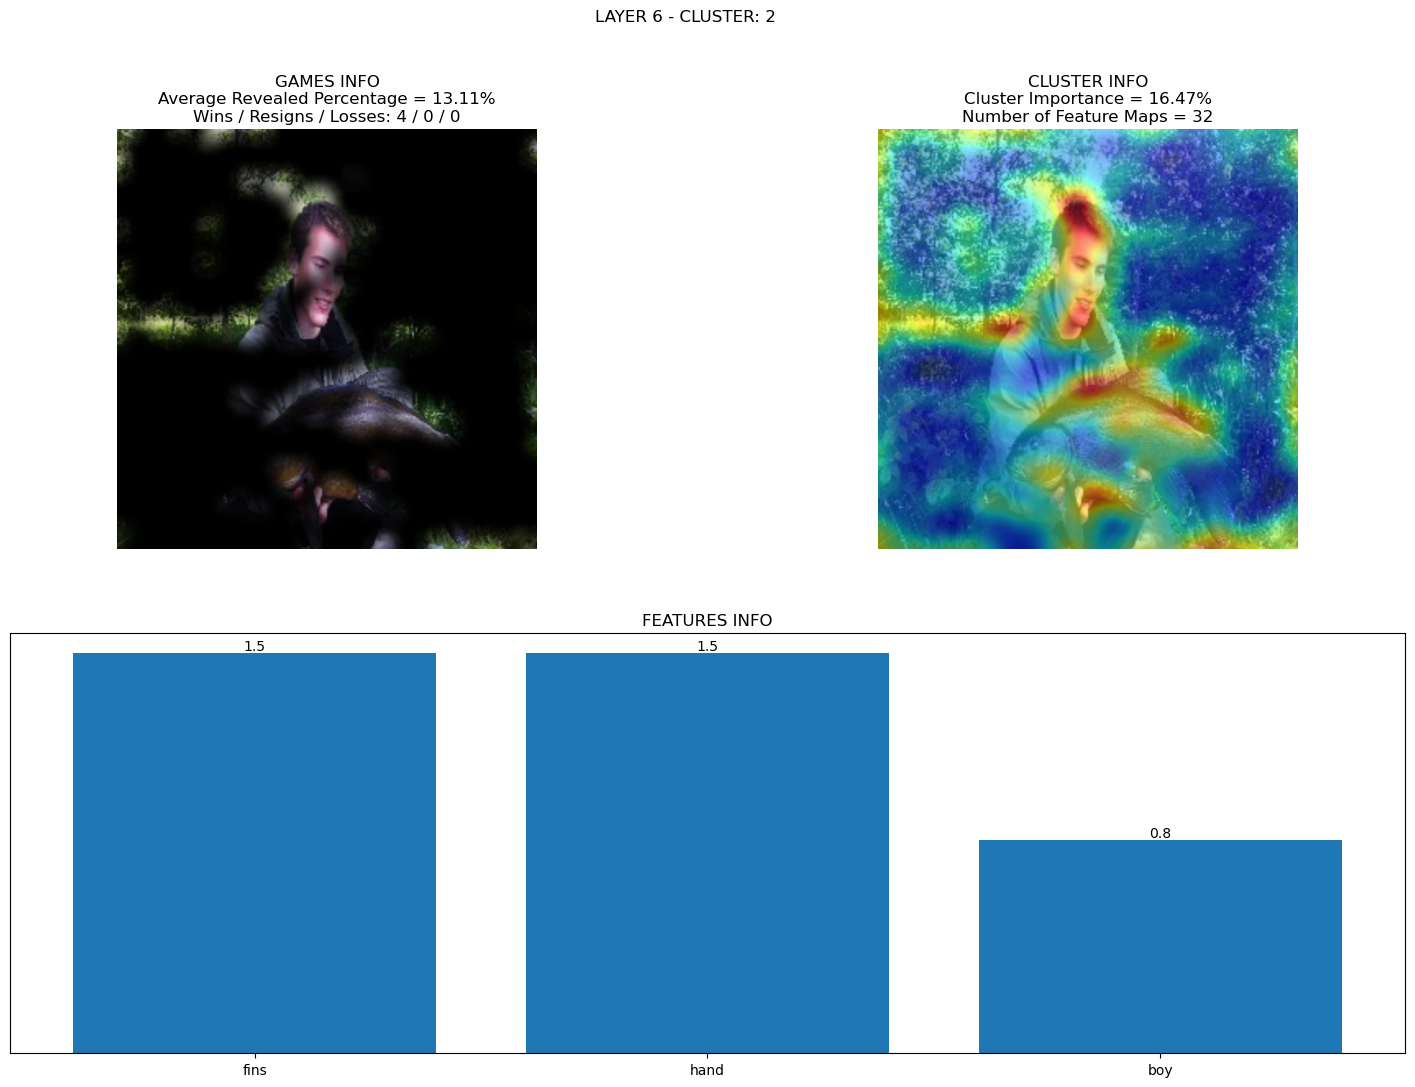 LAYER 6 - CLUSTER: 2
GAMES INFO
Average Revealed Percentage = 13.11%
Wins / Resigns / Losses: 4 / 0 / 0
CLUSTER INFO
Cluster Importance = 16.47%
Number of Feature Maps = 32
FEATURES INFO
1.5
1.5
0.8
fins
hand
boy